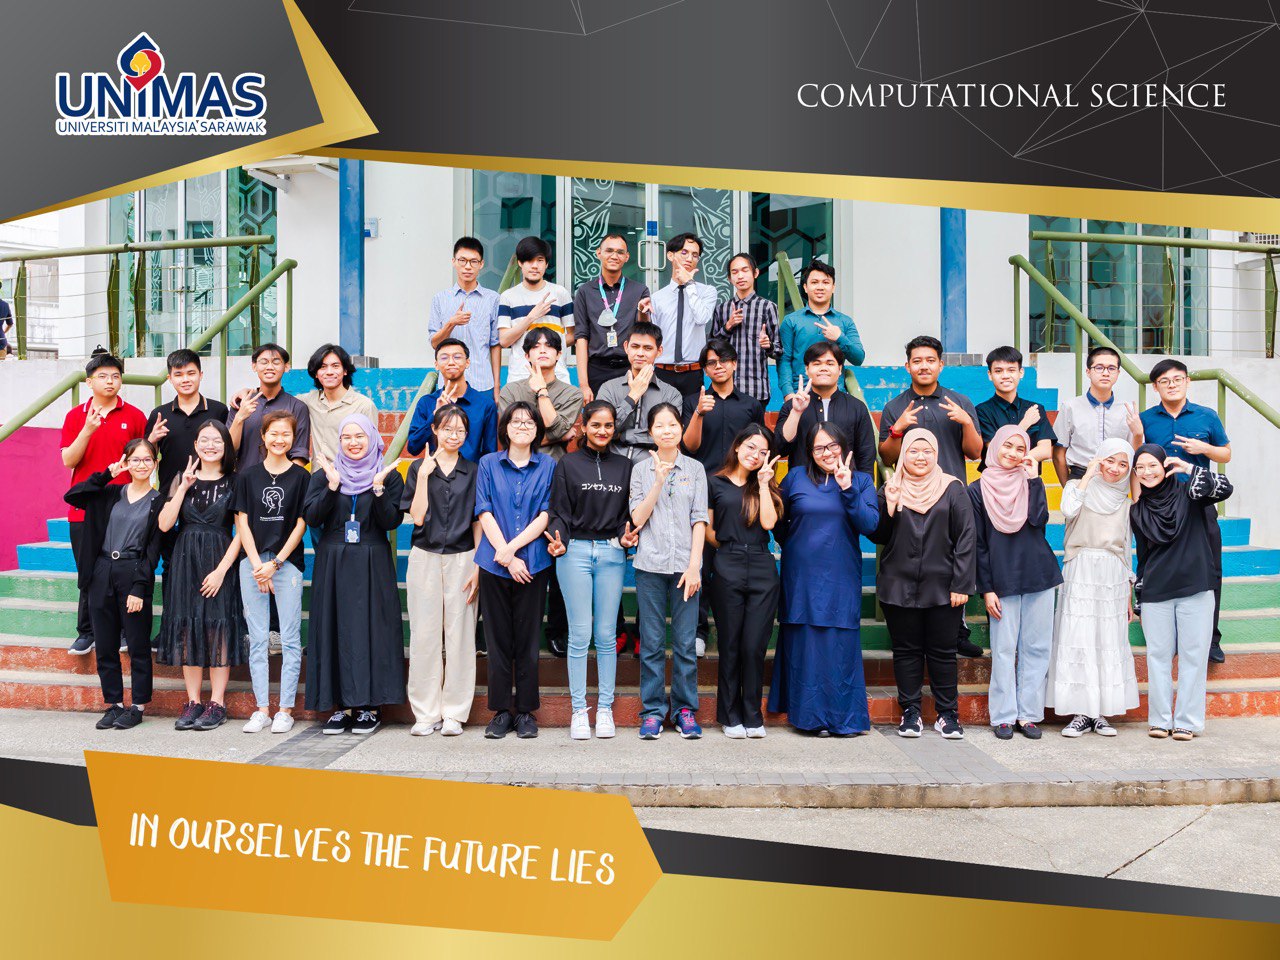 UNIMAS
UNIVERSITI MALAYSIA SARAWAK
COMPUTATIONAL SCIENCE
コンセプトストア
IN OURSELVES THE FUTURE LIES